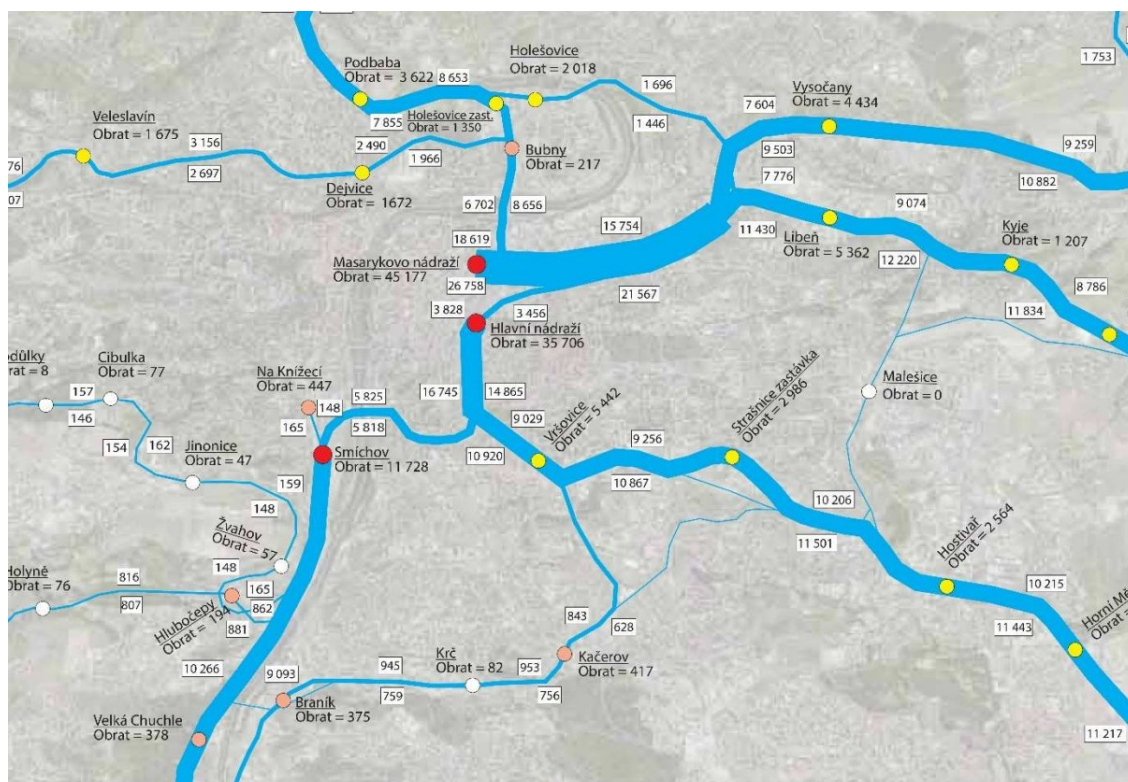 Holešovice
Obrat = 2 018
Podbaba
Obrat = 3 622
8 653
1 696
1 753
Vysočany
Obrat = 4 434
7 604
Veleslavín
Obrat = 1 675
7 855
Holešovice zast.
Obrat = 1 350
1 446
9 259
3 156
2 490
1 966
Bubny
Obrat = 217
9 503
76
2 697
7 776
10 882
07
Dejvice
Obrat = 1672
6 702
8 656
15 754
9 074
18 619
11 430
Libeň
Obrat = 5 362
Kyje
Obrat = 1 207
Masarykovo nádraží
Obrat = 45 177
12 220
26 758
21 567
8 786
3 828
3 456
11 834
Hlavní nádraží
Obrat = 35 706
odůlky
brat = 8
Cibulka
Obrat = 77
Na Knížecí
Obrat = 447
Malešice
Obrat = 0
157
146
148
5 825
16 745
14 865
165
5 818
9 029
Vršovice
Obrat = 5 442
Strašnice zastávka
Obrat = 2 986
9 256
154
162
Jinonice
Obrat = 47
Smíchov
Obrat = 11 728
10 920
10 867
159
148
10 206
Žvahov
Obrat = 57
11 501
Hostivař
Obrat = 2 564
Holyně
Obrat = 76
816
148
165
807
862
10 215
Hlubočepy
Obrat = 194
881
843
628
11 443
Horní Mě
10 266
9 093
945
Krč
Obrat = 82
953
Kačerov
Obrat = 417
759
756
Braník
Obrat = 375
Velká Chuchle
Obrat = 378
11 217